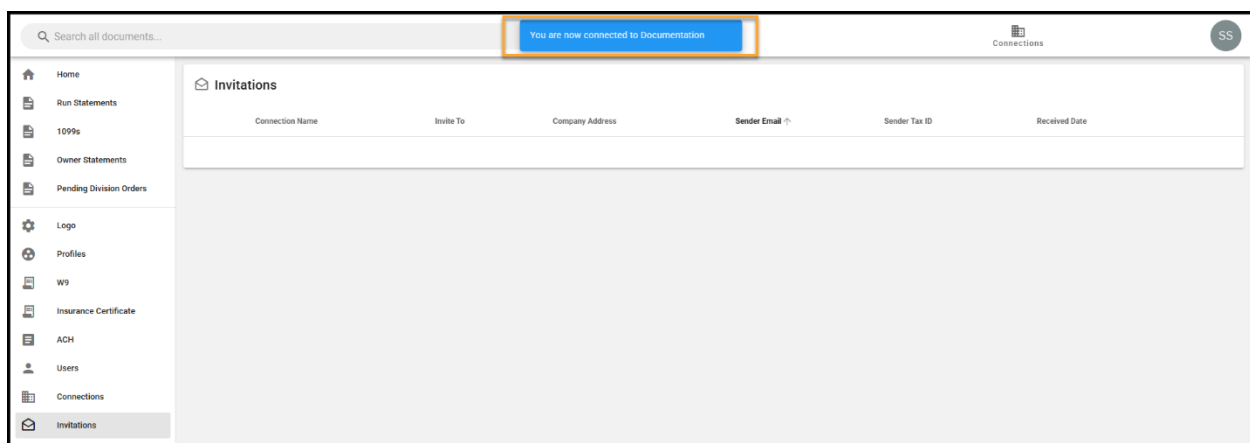 Search all documents...
You are now connected to Documentation
Connections
SS
Home
Run Statements
1099s
Owner Statements
Pending Division Orders
Logo
Profiles
W9
Insurance Certificate
ACH
Users
Connections
Invitations
Invitations
Connection Name Invite To Company Address Sender Email Sender Tax ID Received Date